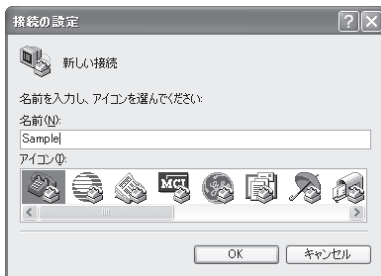 接続の設定
新しい接続
名前を入力し、アイコンを選んでください:
名前(N):
Sample
アイコン(I):
MCI
OK キャンセル